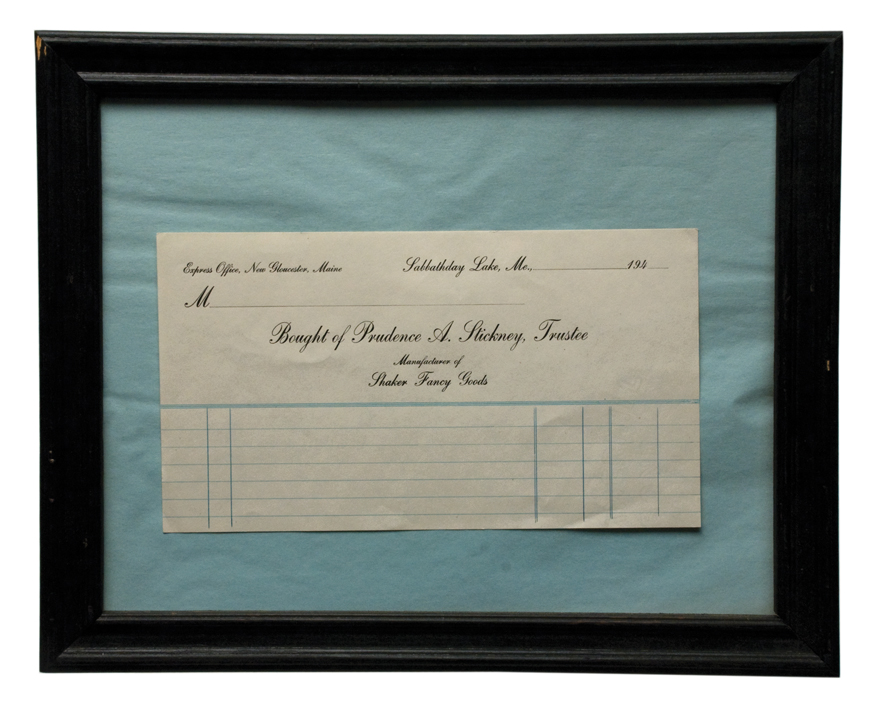 Express Office, New Gloucester, Maine Sabbathday Lake, Me., 194
M
Bought of Prudence A. Stickney, Trustee
Manufacturer of
Shaker Fancy Goods